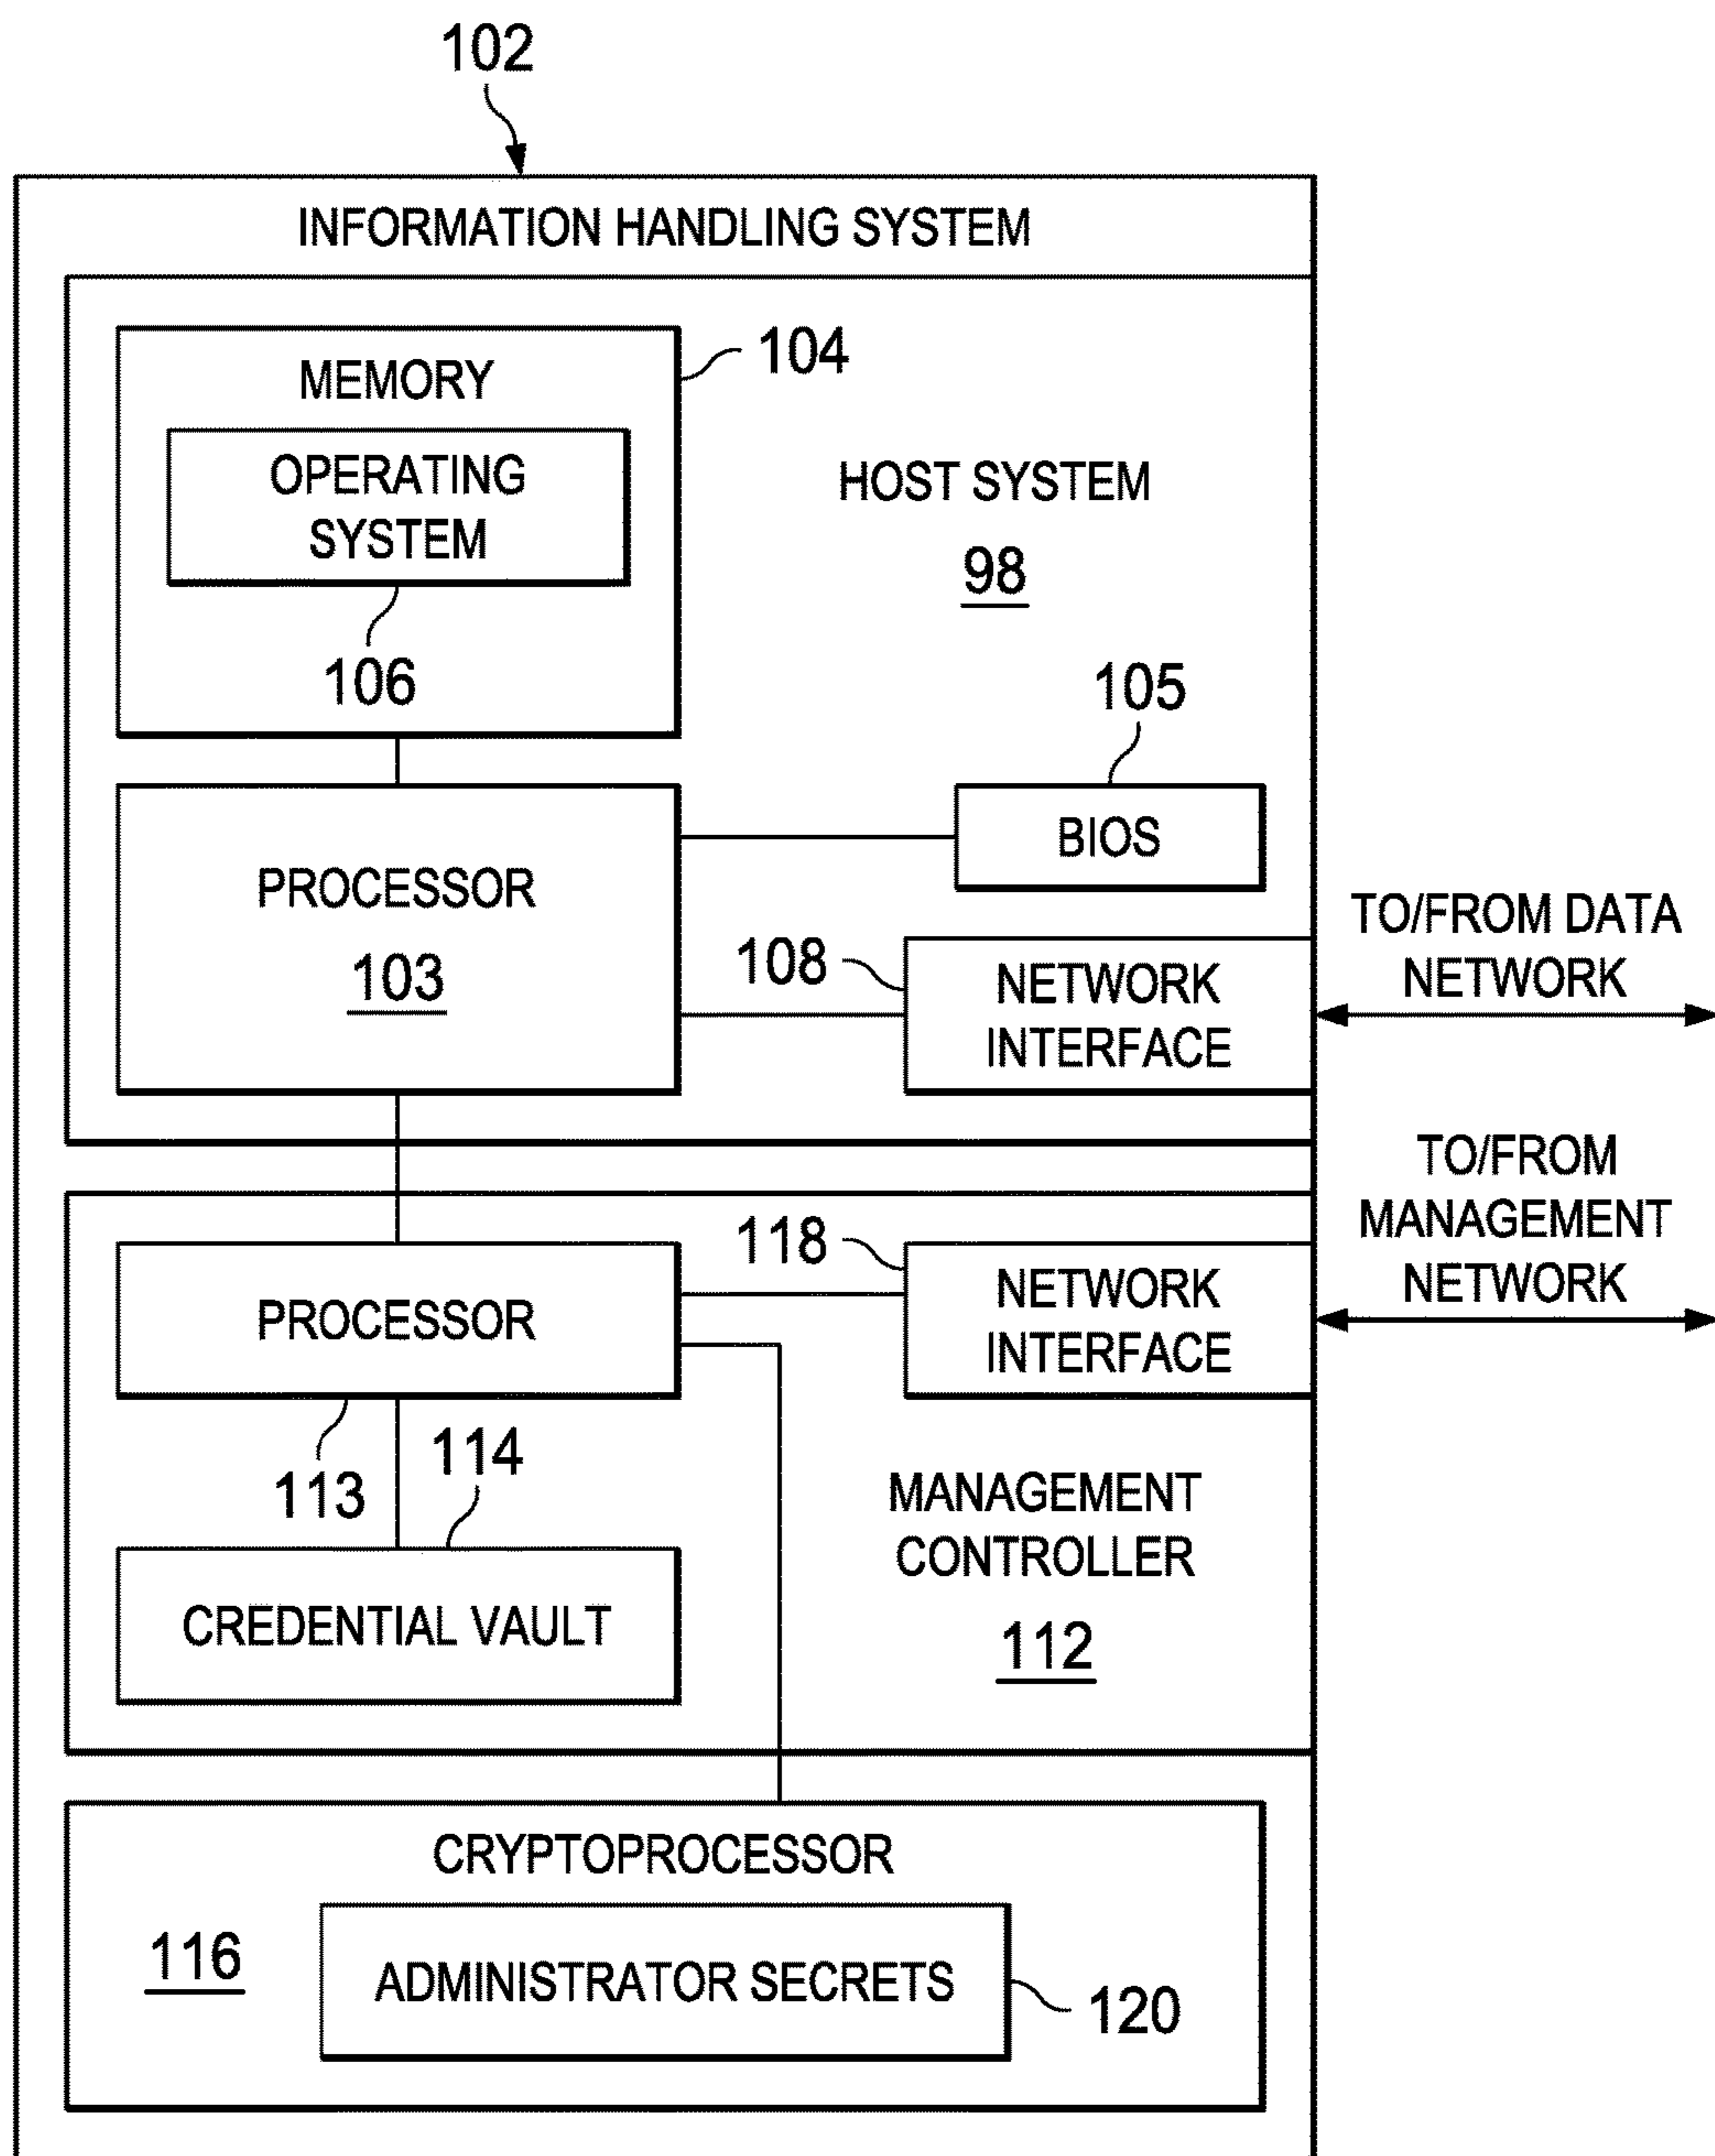 102
INFORMATION HANDLING SYSTEM
MEMORY
104
OPERATING
SYSTEM
106
HOST SYSTEM
98
105
BIOS
PROCESSOR
103
108
NETWORK
INTERFACE
TO/FROM DATA
NETWORK
TO/FROM
MANAGEMENT
NETWORK
118
NETWORK
INTERFACE
PROCESSOR
113
114
CREDENTIAL VAULT
MANAGEMENT
CONTROLLER
112
CRYPTOPROCESSOR
116
ADMINISTRATOR SECRETS
120